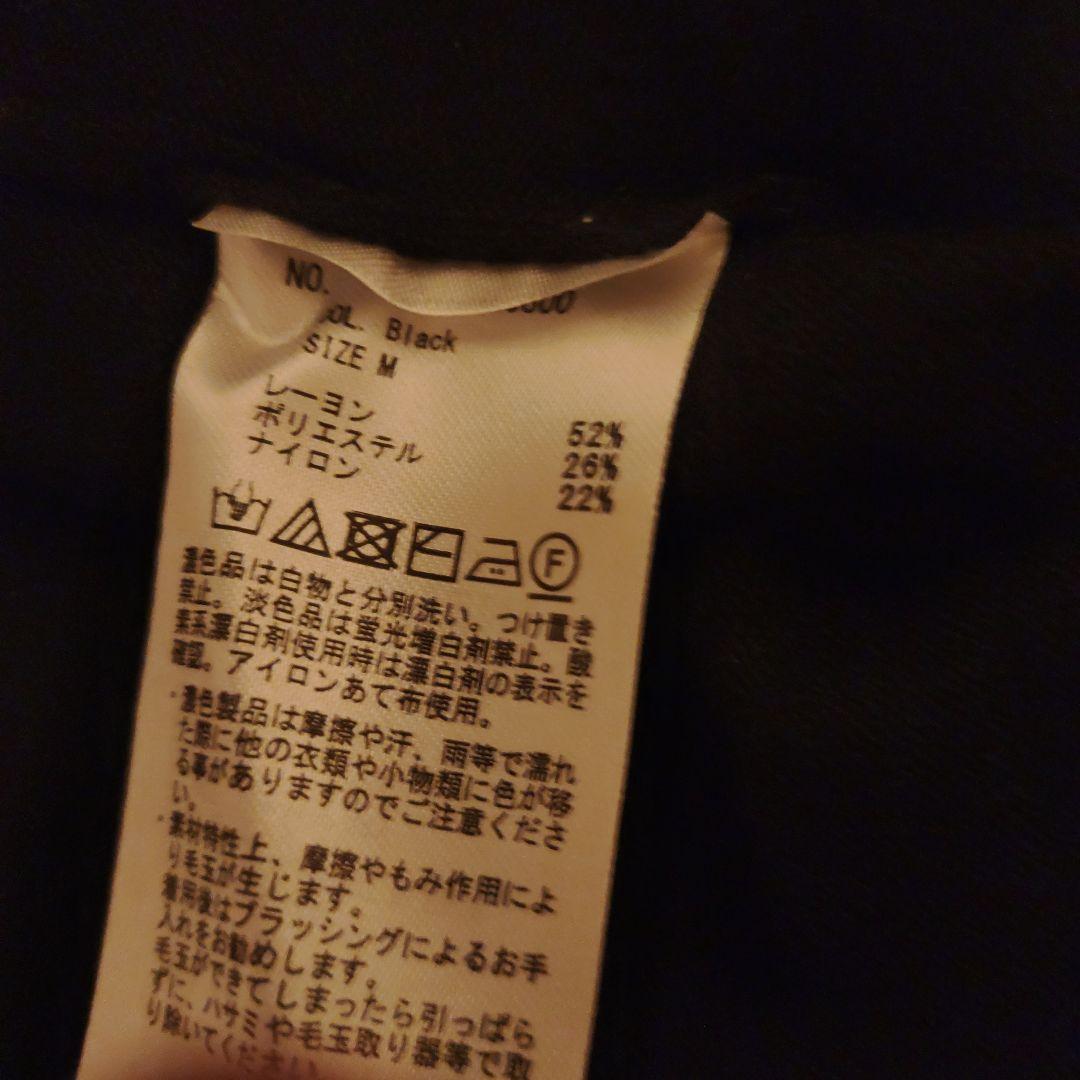 NO.
Black
SIZE M
レーヨン 52%
ポリエステル 26%
ナイロン 22%
F
濃色品は白物と分別洗い。つけ置き
禁止。淡色品は蛍光増白剤禁止。酸
素系漂白剤使用時は漂白剤の表示を
確認。アイロンあて布使用。
・濃色製品は摩擦や汗、雨等で濡れ
た際に他の衣類や小物類に色が移
る事がありますのでご注意くださ
い。
・素材特性上、摩擦やもみ作用によ
り毛玉が生じます。
着用後はブラッシングによるお手
入れをお勧めします。
毛玉ができてしまったら引っぱら
ずに、ハサミや毛玉取り器等で取
り除いてください